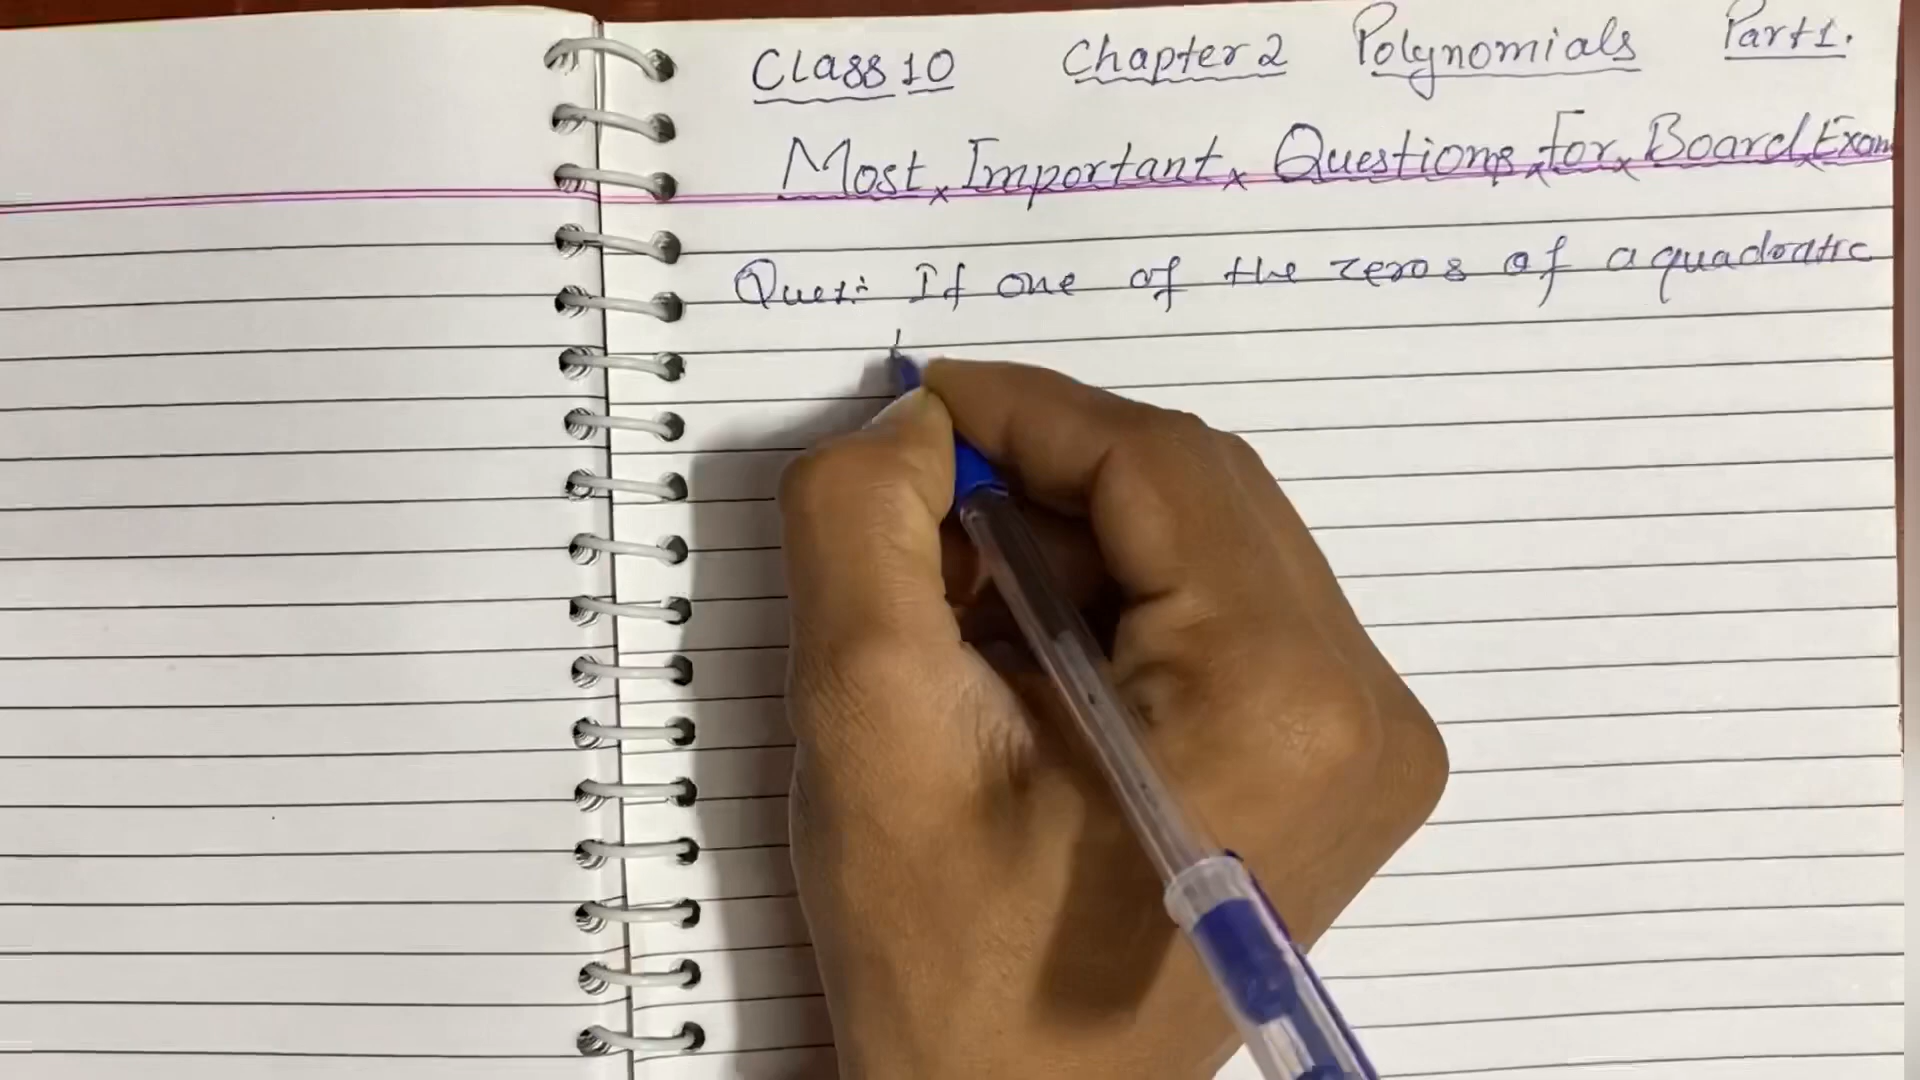 Class 10 Chapter 2 Polynomials Part 1.
Most Important Questions For Board Exam
Ques: If one of the zeros of a quadratic